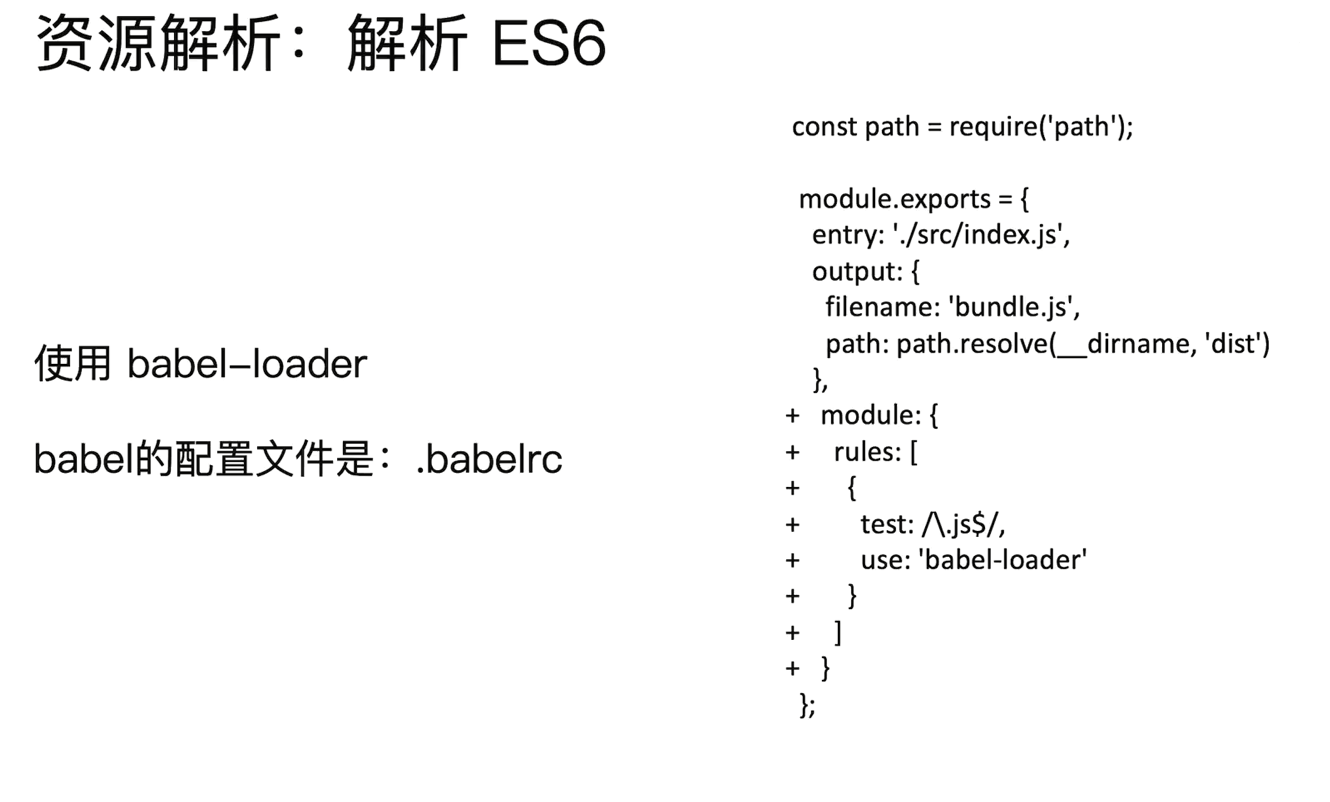 资源解析：解析 ES6
使用 babel-loader
babel的配置文件是：.babelrc
const path = require('path');
module.exports = {
entry: './src/index.js',
output: {
filename: 'bundle.js',
path: path.resolve(__dirname, 'dist')
},
+ module: {
+ rules: [
+ {
+ test: /\.js$/,
+ use: 'babel-loader'
+ }
+ ]
+ }
};